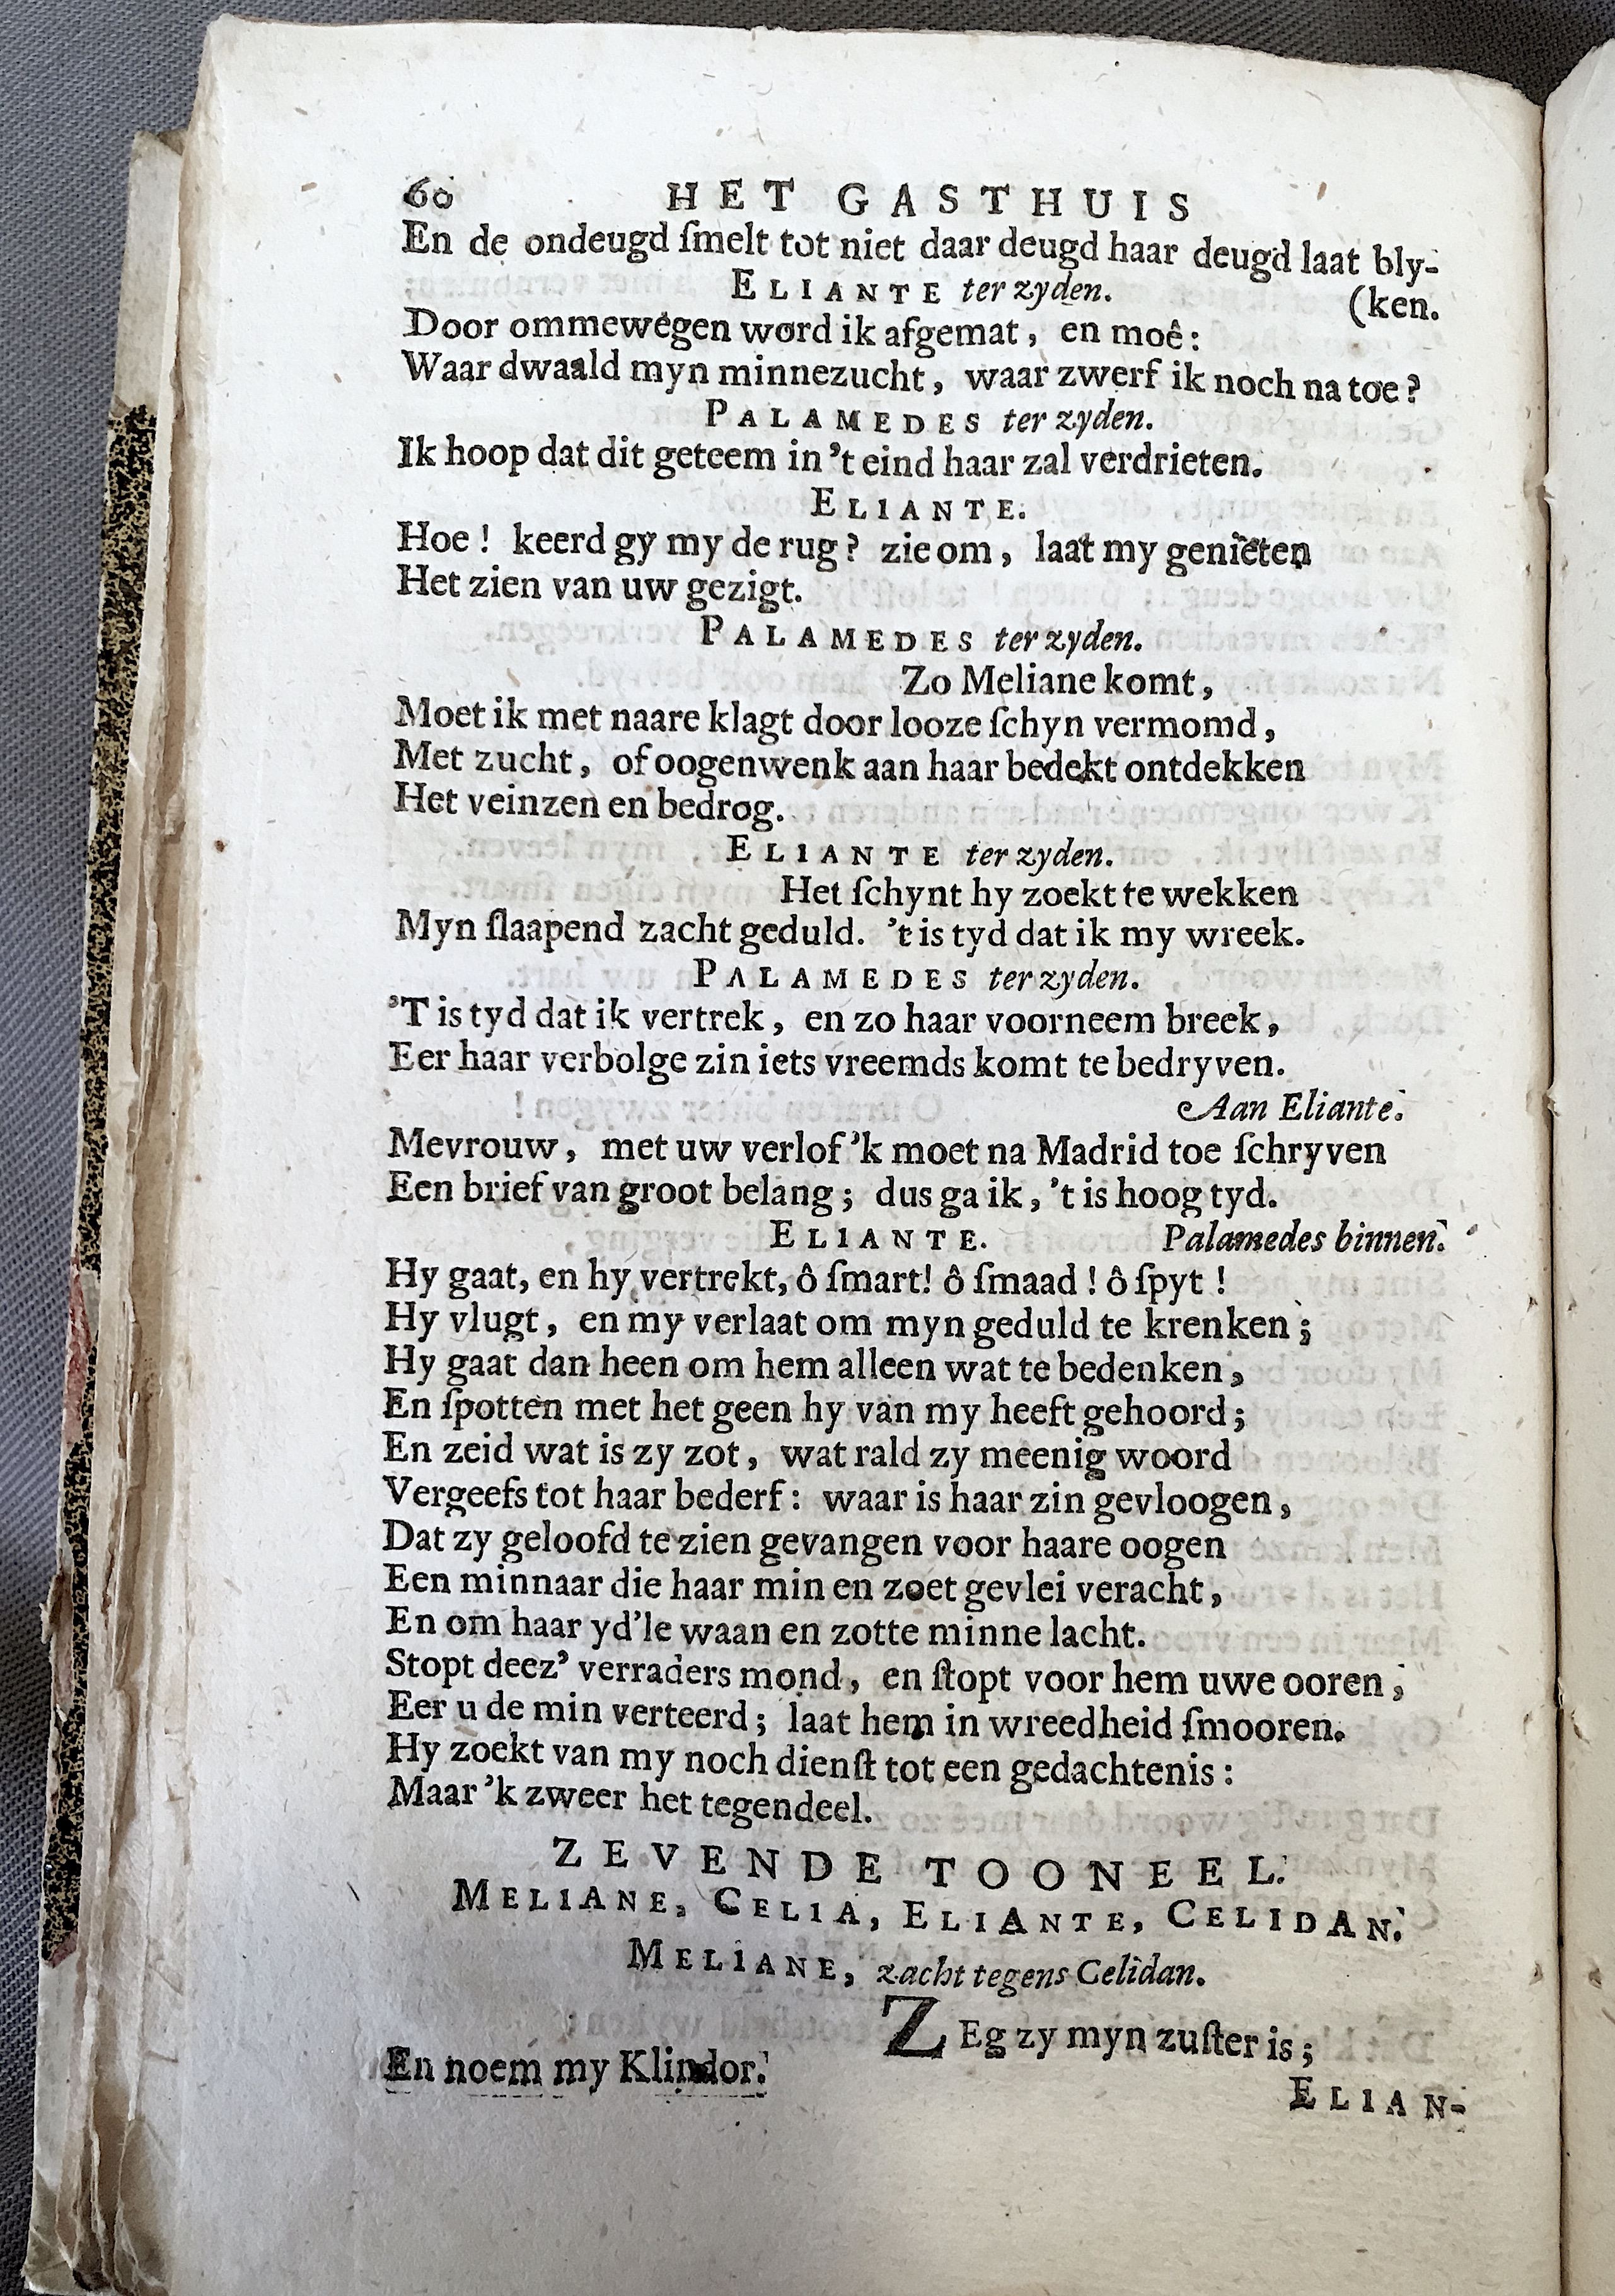 60 HET GASTHUIS
En de ondeugd ſmelt tot niet daar deugd haar deugd laat bly-
ELIANTE ter zyden. (ken.
Door ommewégen word ik afgemat, en moê:
Waar dwaald myn minnezucht, waar zwerf ik noch na toe?
PALAMEDES ter zyden.
Ik hoop dat dit geteem in 't eind haar zal verdrieten.
ELIANTE.
Hoe! keerd gy my de rug? zie om, laat my genieten
Het zien van uw gezigt.
PALAMEDES ter zyden.
Zo Meliane komt,
Moet ik met naare klagt door looze ſchyn vermomd,
Met zucht, of oogenwenk aan haar bedekt ontdekken
Het veinzen en bedrog.
ELIANTE ter zyden.
Het ſchynt hy zoekt te wekken
Myn ſlaapend zacht geduld. 't is tyd dat ik my wreek.
PALAMEDES ter zyden.
'T is tyd dat ik vertrek, en zo haar voorneem breek,
Eer haar verbolge zin iets vreemds komt te bedryven.
Aan Eliante.
Mevrouw, met uw verlof 'k moet na Madrid toe ſchryven
Een brief van groot belang; dus ga ik, 't is hoog tyd.
ELIANTE. Palamedes binnen.
Hy gaat, en hy vertrekt, ô ſmart! ô ſmaad! ô ſpyt!
Hy vlugt, en my verlaat om myn geduld te krenken;
Hy gaat dan heen om hem alleen wat te bedenken,
En ſpotten met het geen hy van my heeft gehoord;
En zeid wat is zy zot, wat rald zy meenig woord
Vergeefs tot haar bederf: waar is haar zin gevloogen,
Dat zy geloofd te zien gevangen voor haare oogen
Een minnaar die haar min en zoet gevlei veracht,
En om haar yd'le waan en zotte minne lacht.
Stopt deez' verraders mond, en ſtopt voor hem uwe ooren,
Eer u de min verteerd; laat hem in wreedheid ſmooren.
Hy zoekt van my noch dienſt tot een gedachtenis:
Maar 'k zweer het tegendeel.
ZEVENDE TOONEEL.
MELIANE, CELIA, ELIANTE, CELIDAN.
MELIANE, zacht tegens Celidan.
ZEg zy myn zuſter is;
En noem my Klindor.
ELIAN-